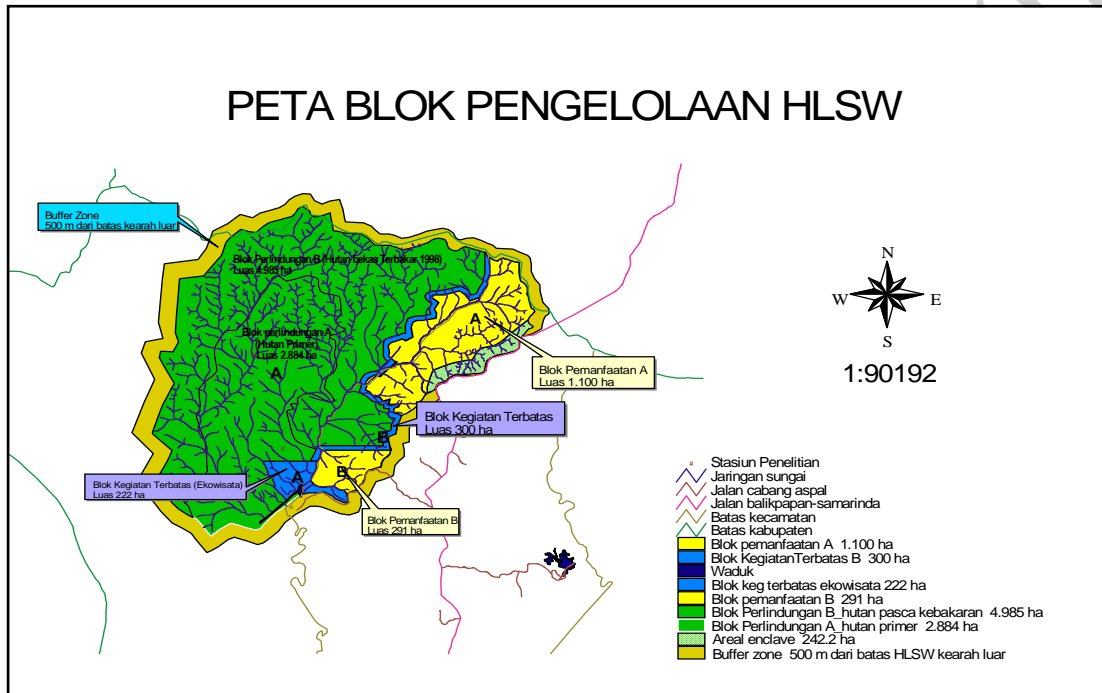 PETA BLOK PENGELOLAAN HLSW
Buffer Zone
500 m dari batas kearah luar
Blok Perlindungan B (Hutan bekas Terbakar 1998)
Luas 4.985 ha
Blok perlindungan A
(Hutan Primer)
Luas 2.884 ha
A
A
Blok Pemanfaatan A
Luas 1.100 ha
Blok Kegiatan Terbatas
Luas 300 ha
B
Blok Kegiatan Terbatas (Ekowisata)
Luas 222 ha
A
B
Blok Pemanfaatan B
Luas 291 ha
N
W E
S
1:90192
Stasiun Penelitian
Jaringan sungai
Jalan cabang aspal
Jalan balikpapan-samarinda
Batas kecamatan
Batas kabupaten
Blok pemanfaatan A 1.100 ha
Blok KegiatanTerbatas B 300 ha
Waduk
Blok keg terbatas ekowisata 222 ha
Blok pemanfaatan B 291 ha
Blok Perlindungan B_hutan pasca kebakaran 4.985 ha
Blok Perlindungan A_hutan primer 2.884 ha
Areal enclave 242.2 ha
Buffer zone 500 m dari batas HLSW kearah luar